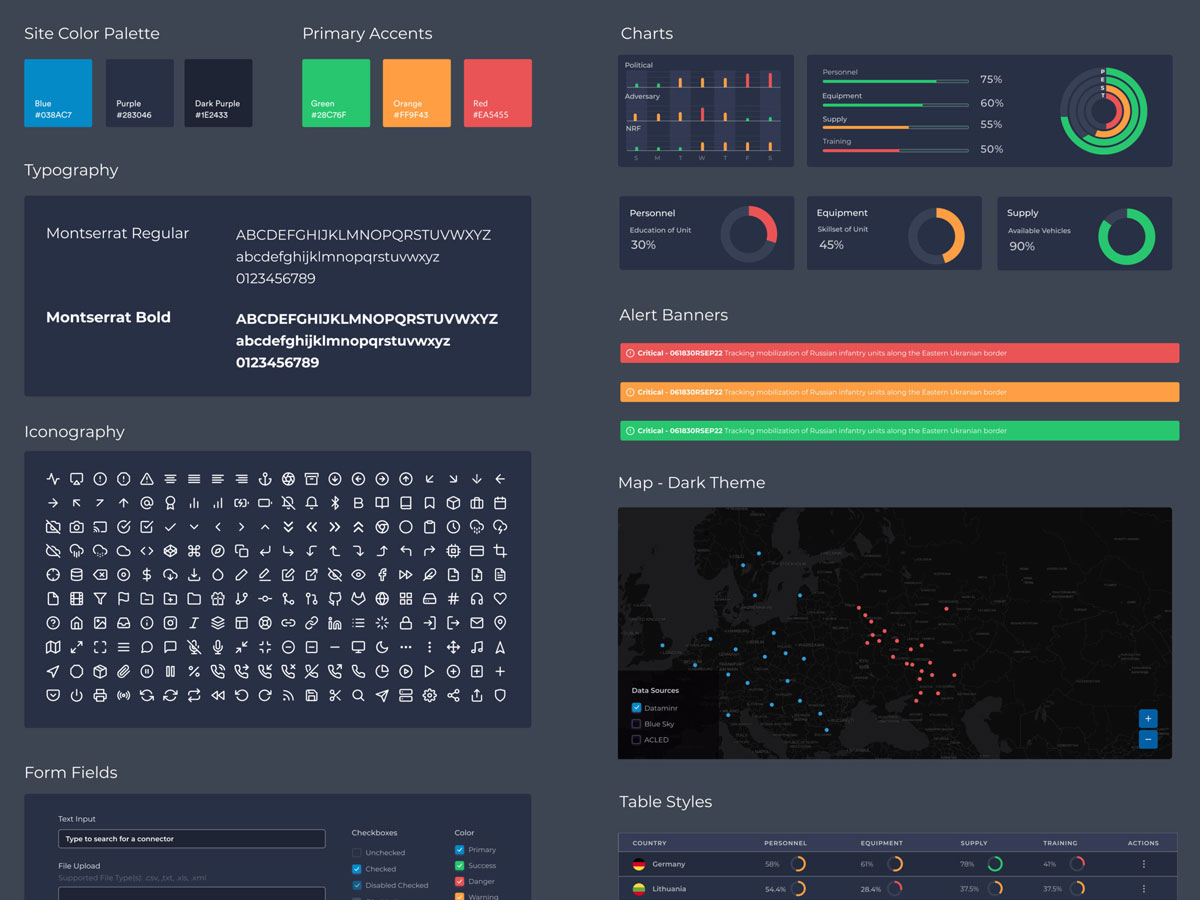 Site Color Palette
Blue
#038AC7
Purple
#283046
Dark Purple
#1E2433
Primary Accents
Green
#28C76F
Orange
#FF9F43
Red
#EA5455
Typography
Montserrat Regular
ABCDEFGHIJKLMNOPQRSTUVWXYZ
abcdefghijklmnopqrstuvwxyz
0123456789
Montserrat Bold
ABCDEFGHIJKLMNOPQRSTUVWXYZ
abcdefghijklmnopqrstuvwxyz
0123456789
Iconography
Form Fields
Text Input
Type to search for a connector
File Upload
Supported File Type(s): .csv, .txt, .xls, .xml
Checkboxes
Unchecked
Checked
Disabled Checked
Color
Primary
Success
Danger
Warning
Charts
Political
Adversary
NRF
S M T W T F S
Personnel 75%
Equipment 60%
Supply 55%
Training 50%
P
E
S
T
Personnel
Education of Unit
30%
Equipment
Skillset of Unit
45%
Supply
Available Vehicles
90%
Alert Banners
Critical - 061830RSEP22 Tracking mobilization of Russian infantry units along the Eastern Ukranian border
Critical - 061830RSEP22 Tracking mobilization of Russian infantry units along the Eastern Ukranian border
Critical - 061830RSEP22 Tracking mobilization of Russian infantry units along the Eastern Ukranian border
Map - Dark Theme
Data Sources
Dataminr
Blue Sky
ACLED
+
−
Table Styles
COUNTRY PERSONNEL EQUIPMENT SUPPLY TRAINING ACTIONS
Germany 58% 61% 78% 41%
Lithuania 54.4% 28.4% 37.5% 37.5%